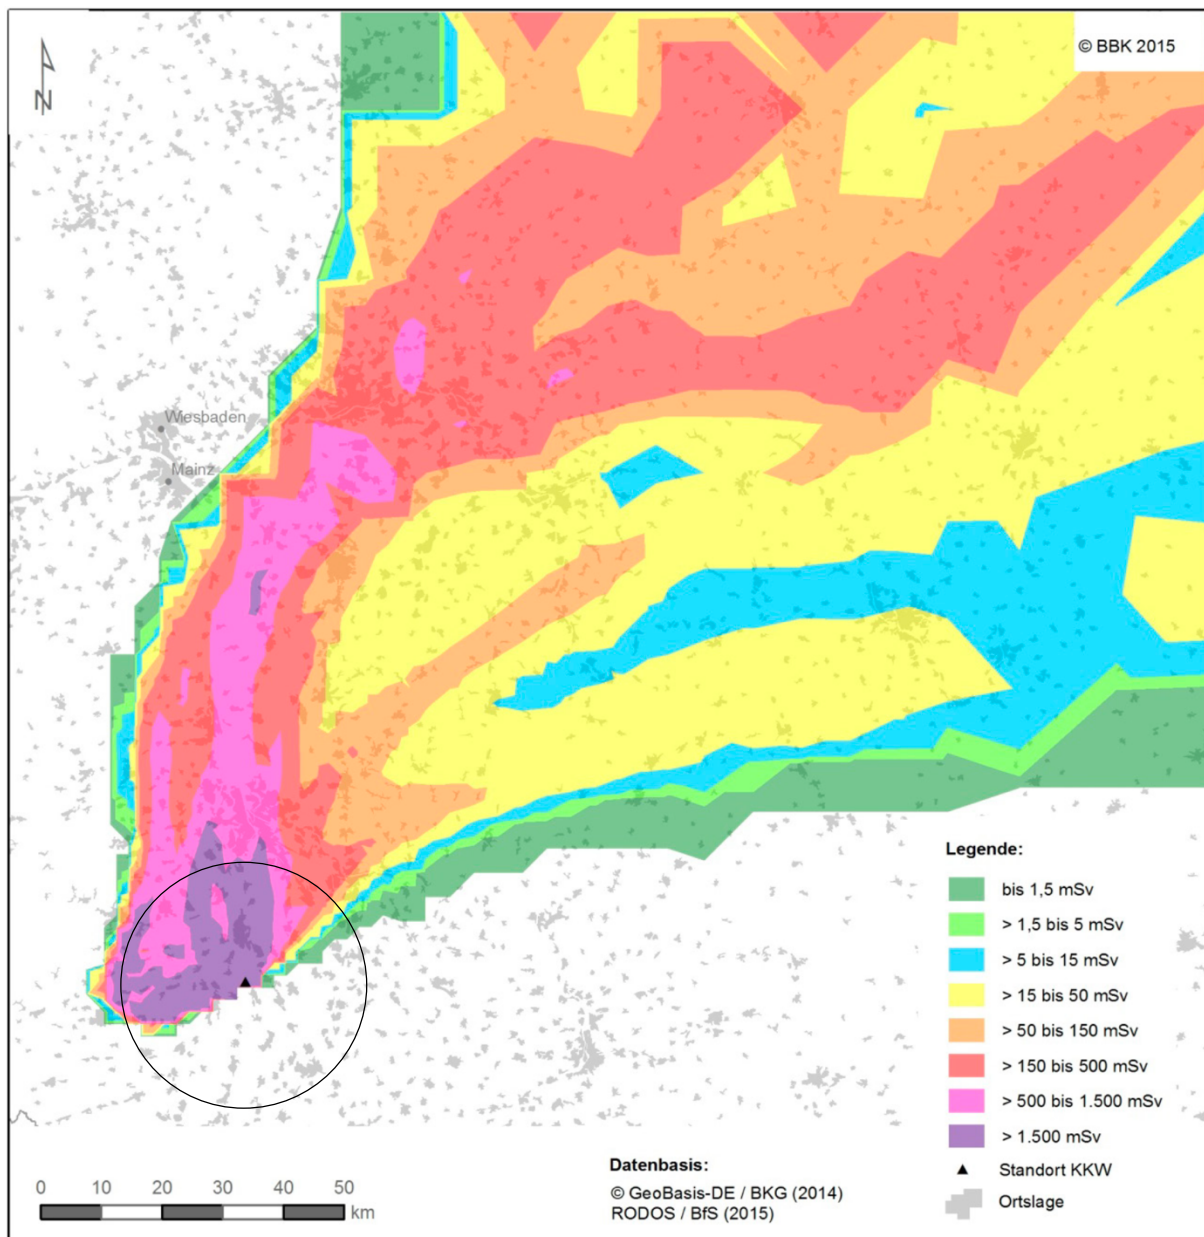 N
© BBK 2015
Wiesbaden
Mainz
Legende:
bis 1,5 mSv
> 1,5 bis 5 mSv
> 5 bis 15 mSv
> 15 bis 50 mSv
> 50 bis 150 mSv
> 150 bis 500 mSv
> 500 bis 1.500 mSv
> 1.500 mSv
Standort KKW
Ortslage
Datenbasis:
© GeoBasis-DE / BKG (2014)
RODOS / BfS (2015)
0 10 20 30 40 50
km